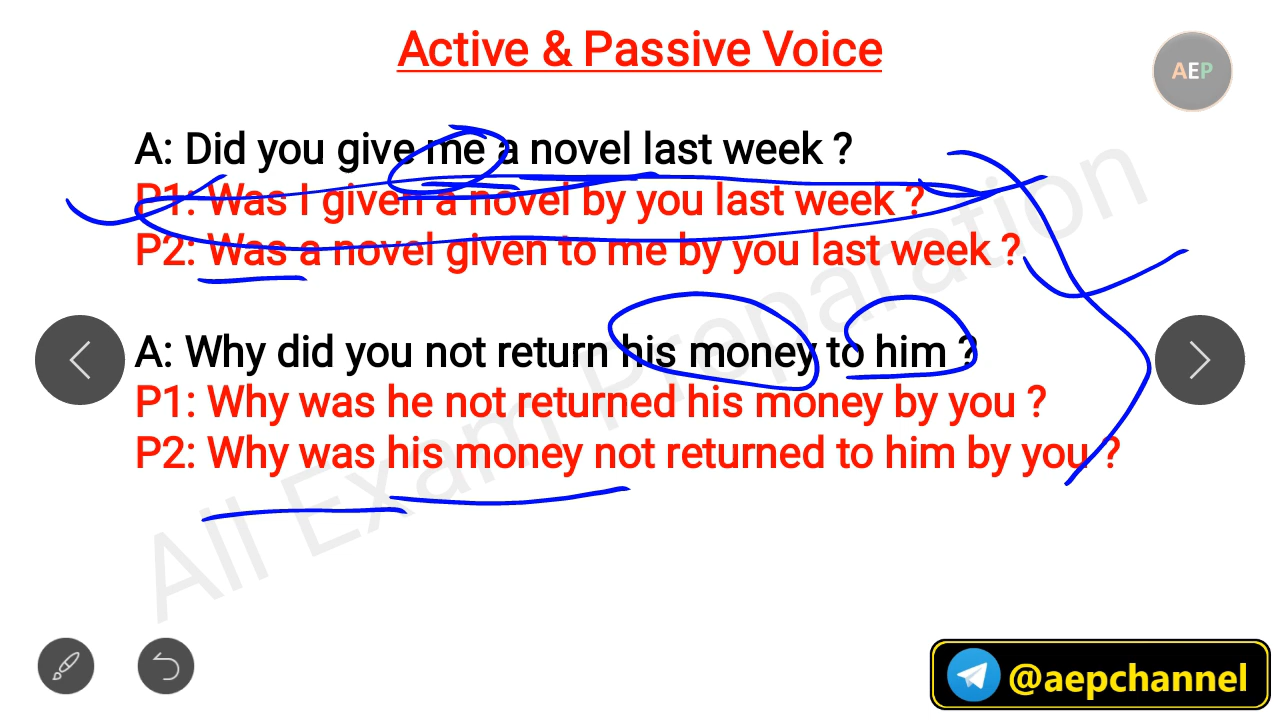 Active & Passive Voice
AEP
A: Did you give me a novel last week ?
P1: Was I given a novel by you last week ?
P2: Was a novel given to me by you last week ?
A: Why did you not return his money to him ?
P1: Why was he not returned his money by you ?
P2: Why was his money not returned to him by you ?
All Exam Preparation
@aepchannel